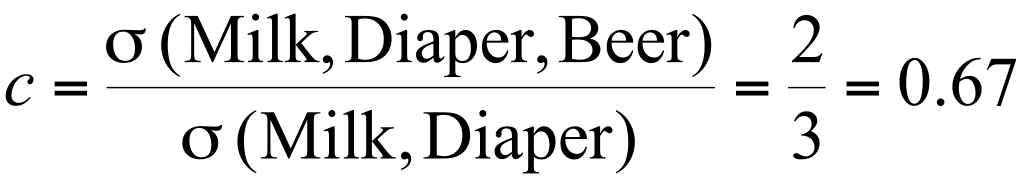 c = σ (Milk, Diaper, Beer) / σ (Milk, Diaper) = 2 / 3 = 0.67